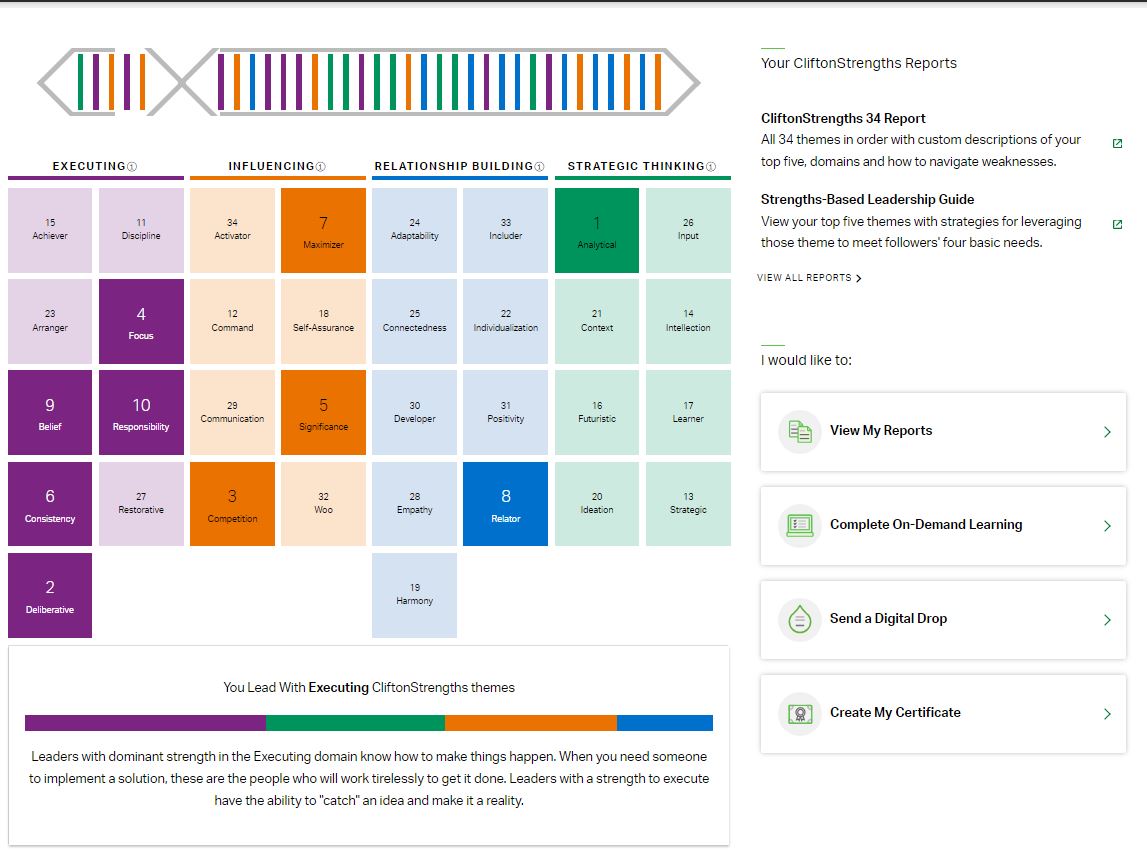 EXECUTING
INFLUENCING
RELATIONSHIP BUILDING
STRATEGIC THINKING
15
Achiever
11
Discipline
34
Activator
7
Maximizer
24
Adaptability
33
Includer
1
Analytical
26
Input
23
Arranger
4
Focus
12
Command
18
Self-Assurance
25
Connectedness
22
Individualization
21
Context
14
Intellection
9
Belief
10
Responsibility
29
Communication
5
Significance
30
Developer
31
Positivity
16
Futuristic
17
Learner
6
Consistency
27
Restorative
3
Competition
32
Woo
28
Empathy
8
Relator
20
Ideation
13
Strategic
2
Deliberative
19
Harmony
You Lead With Executing CliftonStrengths themes
Leaders with dominant strength in the Executing domain know how to make things happen. When you need someone
to implement a solution, these are the people who will work tirelessly to get it done. Leaders with a strength to execute
have the ability to "catch" an idea and make it a reality.
Your CliftonStrengths Reports
CliftonStrengths 34 Report
All 34 themes in order with custom descriptions of your
top five, domains and how to navigate weaknesses.
Strengths-Based Leadership Guide
View your top five themes with strategies for leveraging
those theme to meet followers' four basic needs.
VIEW ALL REPORTS
I would like to:
View My Reports
Complete On-Demand Learning
Send a Digital Drop
Create My Certificate